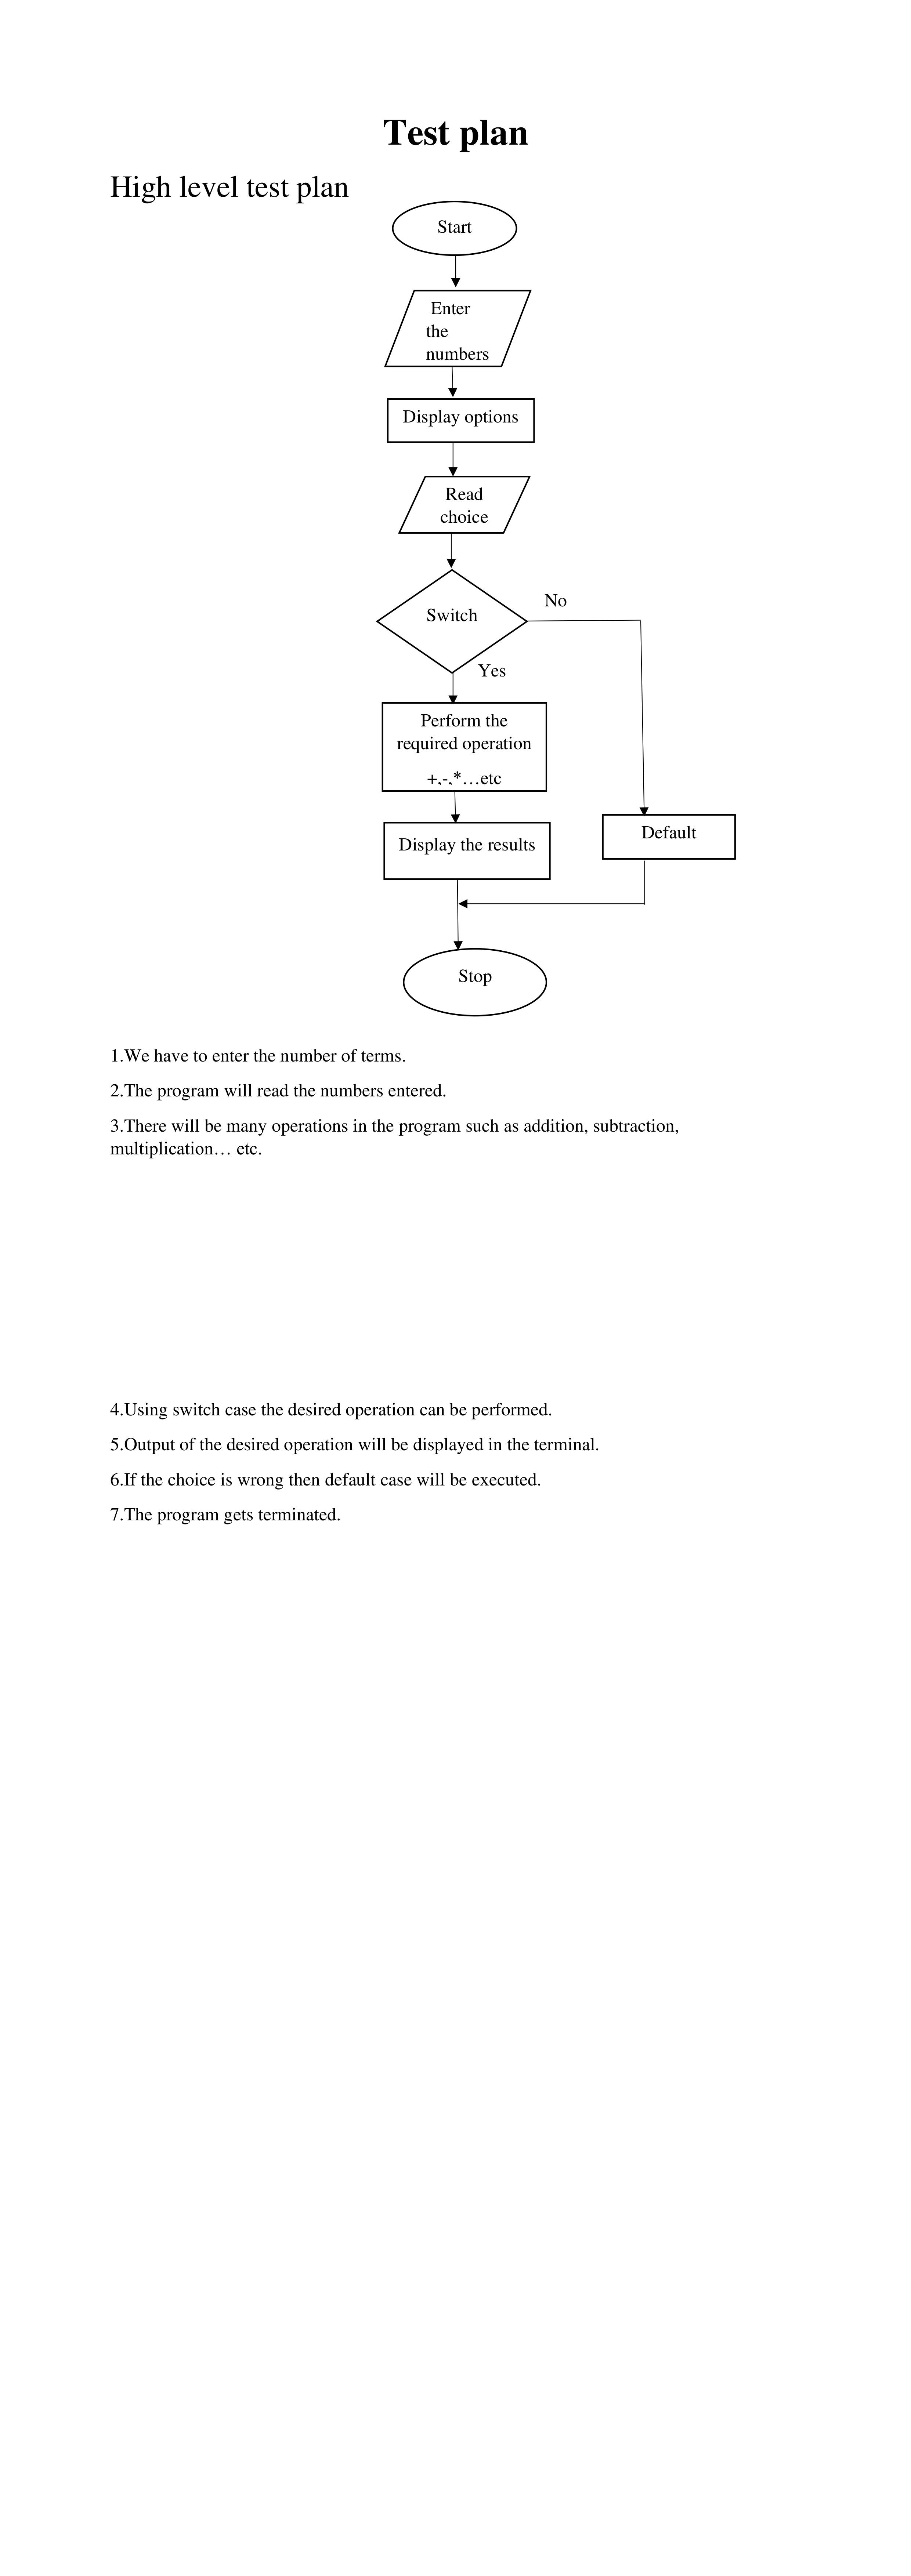 Test plan
High level test plan
Start
Enter
the
numbers
Display options
Read
choice
Switch
No
Yes
Perform the
required operation
+,-,*…etc
Display the results
Default
Stop
1.We have to enter the number of terms.
2.The program will read the numbers entered.
3.There will be many operations in the program such as addition, subtraction,
multiplication… etc.
4.Using switch case the desired operation can be performed.
5.Output of the desired operation will be displayed in the terminal.
6.If the choice is wrong then default case will be executed.
7.The program gets terminated.